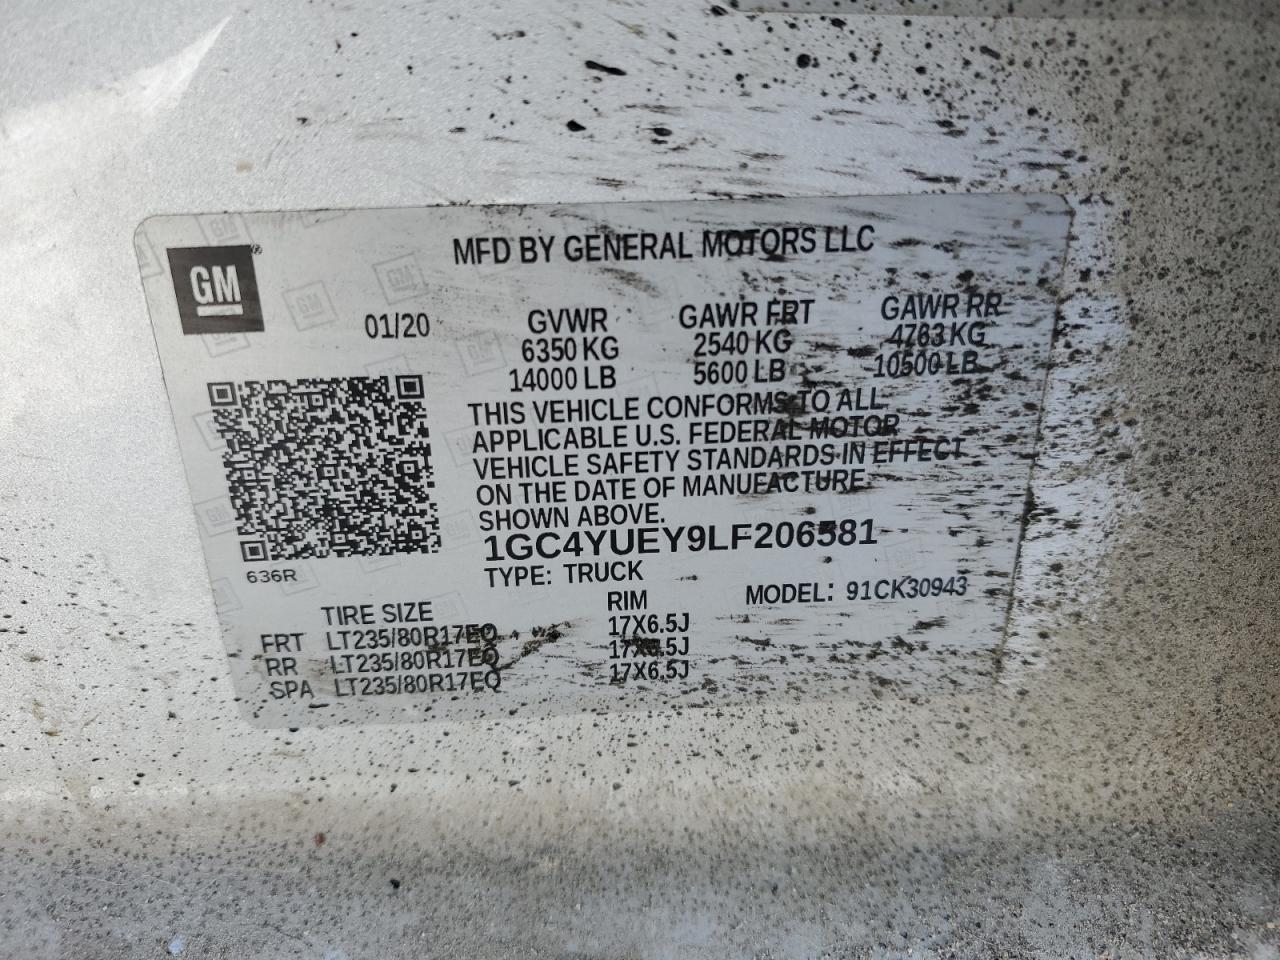 MFD BY GENERAL MOTORS LLC
GM
01/20
GVWR GAWR FRT GAWR RR
6350 KG 2540 KG 4763 KG
14000 LB 5600 LB 10500 LB
THIS VEHICLE CONFORMS TO ALL
APPLICABLE U.S. FEDERAL MOTOR
VEHICLE SAFETY STANDARDS IN EFFECT
ON THE DATE OF MANUFACTURE
SHOWN ABOVE.
1GC4YUEY9LF206581
636R
TYPE: TRUCK MODEL: 91CK30943
TIRE SIZE RIM
FRT LT235/80R17EQ 17X6.5J
RR LT235/80R17EQ 17X6.5J
SPA LT235/80R17EQ 17X6.5J